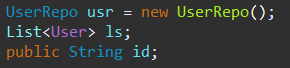 UserRepo usr = new UserRepo();
List<User> ls;
public String id;